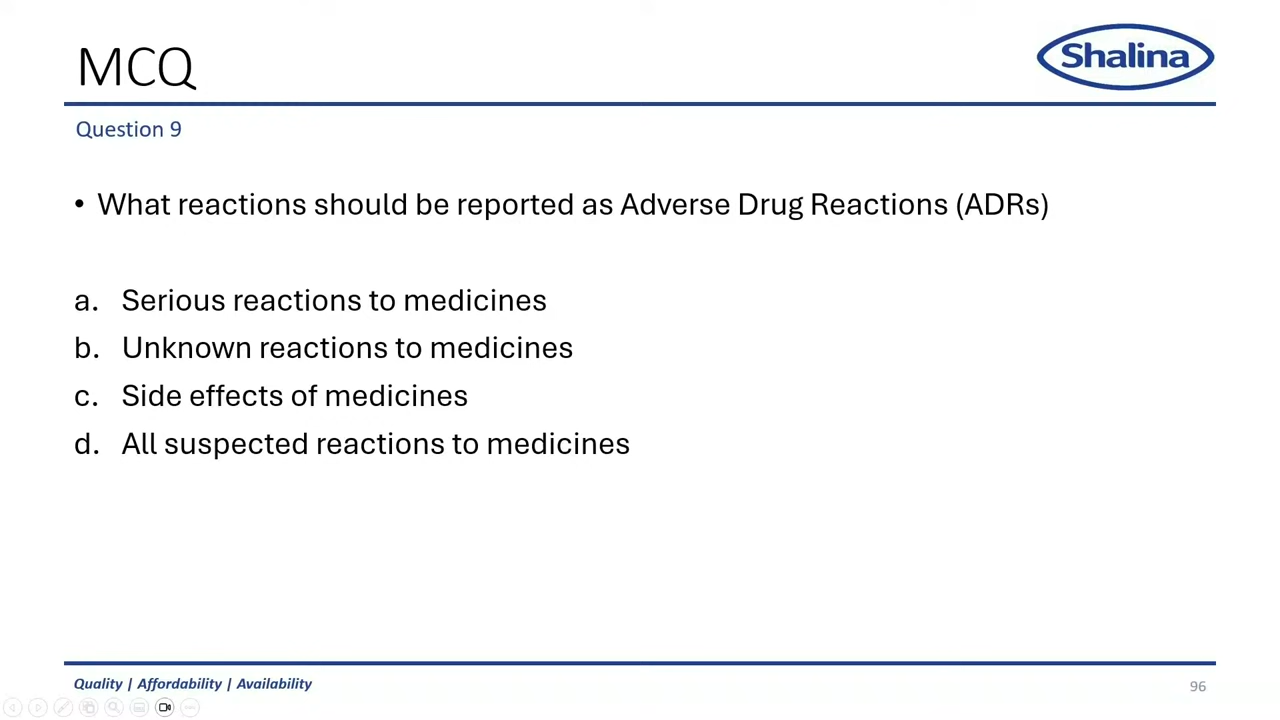 MCQ
Shalina
Question 9
• What reactions should be reported as Adverse Drug Reactions (ADRs)
a. Serious reactions to medicines
b. Unknown reactions to medicines
c. Side effects of medicines
d. All suspected reactions to medicines
Quality | Affordability | Availability
96